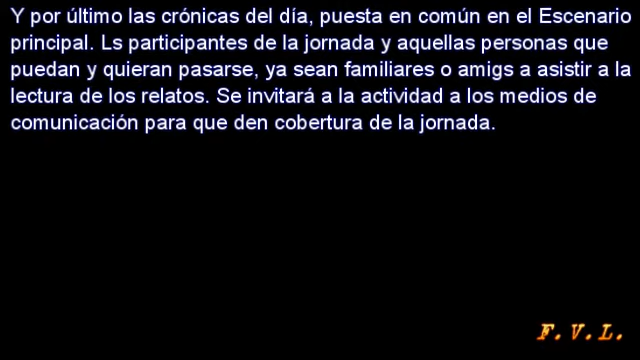 Y por último las crónicas del día, puesta en común en el Escenario
principal. Ls participantes de la jornada y aquellas personas que
puedan y quieran pasarse, ya sean familiares o amigs a asistir a la
lectura de los relatos. Se invitará a la actividad a los medios de
comunicación para que den cobertura de la jornada.
F.V.L.